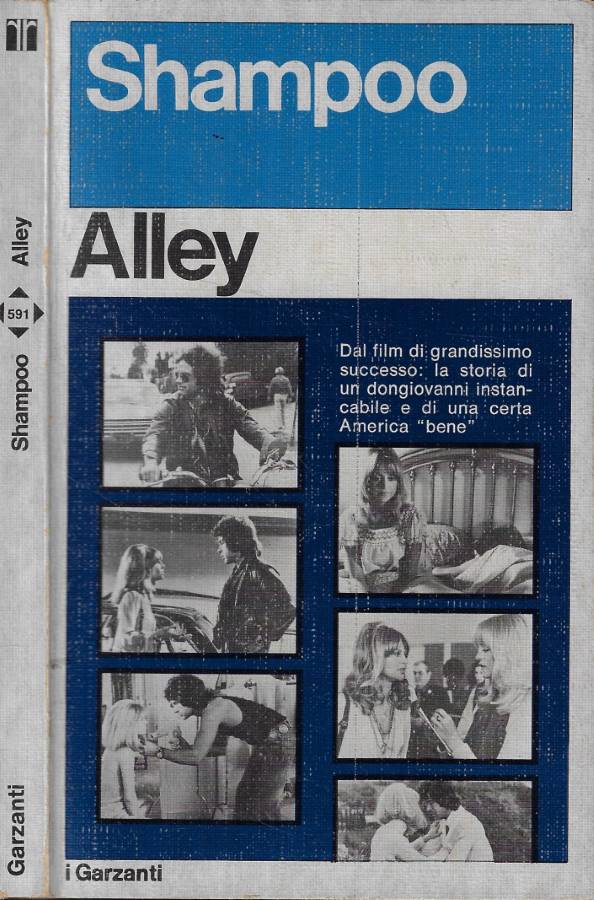 Shampoo
Alley
Dal film di grandissimo
successo: la storia di
un dongiovanni instan-
cabile e di una certa
America "bene"
i Garzanti
Alley
591
Shampoo
Garzanti